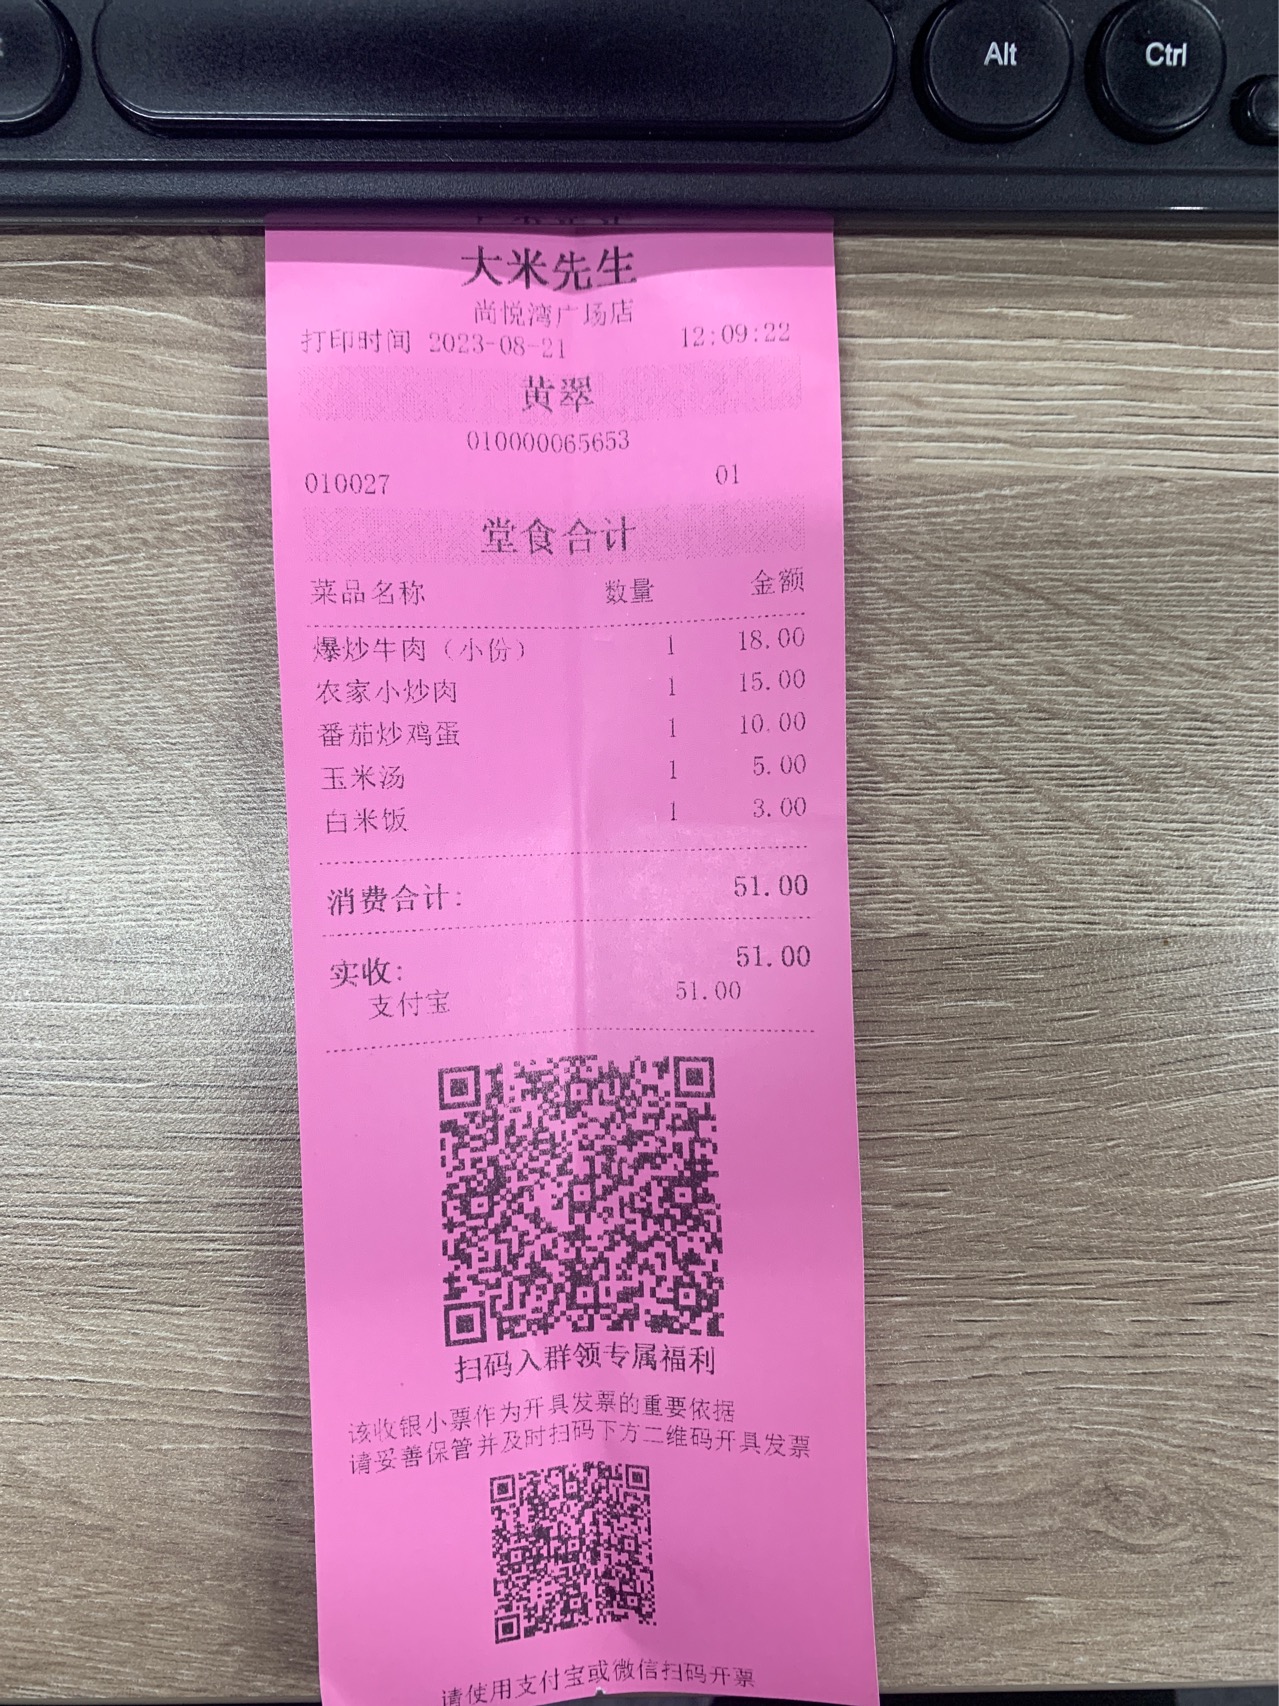 Alt
Ctrl
大米先生
尚悦湾广场店
打印时间 2023-08-21 12:09:22
黄翠
010000065653
010027 01
堂食合计
菜品名称 数量 金额
爆炒牛肉（小份） 1 18.00
农家小炒肉 1 15.00
番茄炒鸡蛋 1 10.00
玉米汤 1 5.00
白米饭 1 3.00
消费合计: 51.00
实收: 51.00
支付宝 51.00
扫码入群领专属福利
该收银小票作为开具发票的重要依据
请妥善保管并及时扫码下方二维码开具发票
请使用支付宝或微信扫码开票